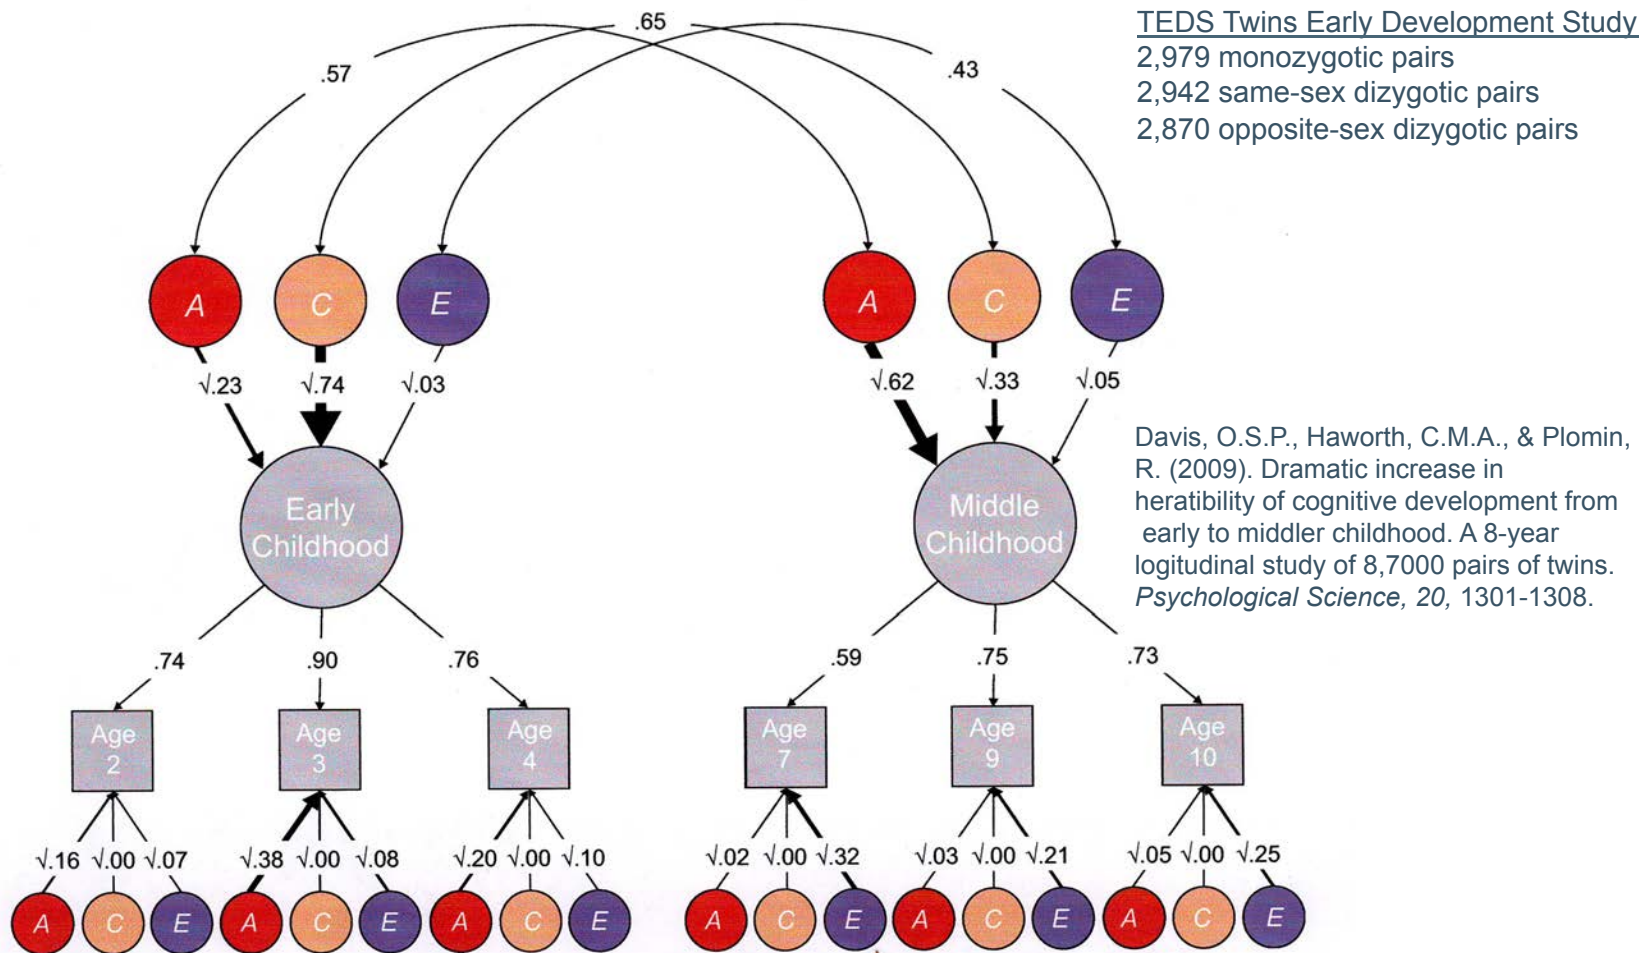 .65
TEDS Twins Early Development Study
2,979 monozygotic pairs
2,942 same-sex dizygotic pairs
2,870 opposite-sex dizygotic pairs
.57
.43
A C E A C E
√.23 √.74 √.03 √.62 √.33 √.05
Davis, O.S.P., Haworth, C.M.A., & Plomin,
R. (2009). Dramatic increase in
heratibility of cognitive development from
early to middler childhood. A 8-year
logitudinal study of 8,7000 pairs of twins.
Psychological Science, 20, 1301-1308.
Early
Childhood
Middle
Childhood
.74 .90 .76 .59 .75 .73
Age
2
Age
3
Age
4
Age
7
Age
9
Age
10
√.16 √.00 √.07 √.38 √.00 √.08 √.20 √.00 √.10 √.02 √.00 √.32 √.03 √.00 √.21 √.05 √.00 √.25
A C E A C E A C E A C E A C E A C E